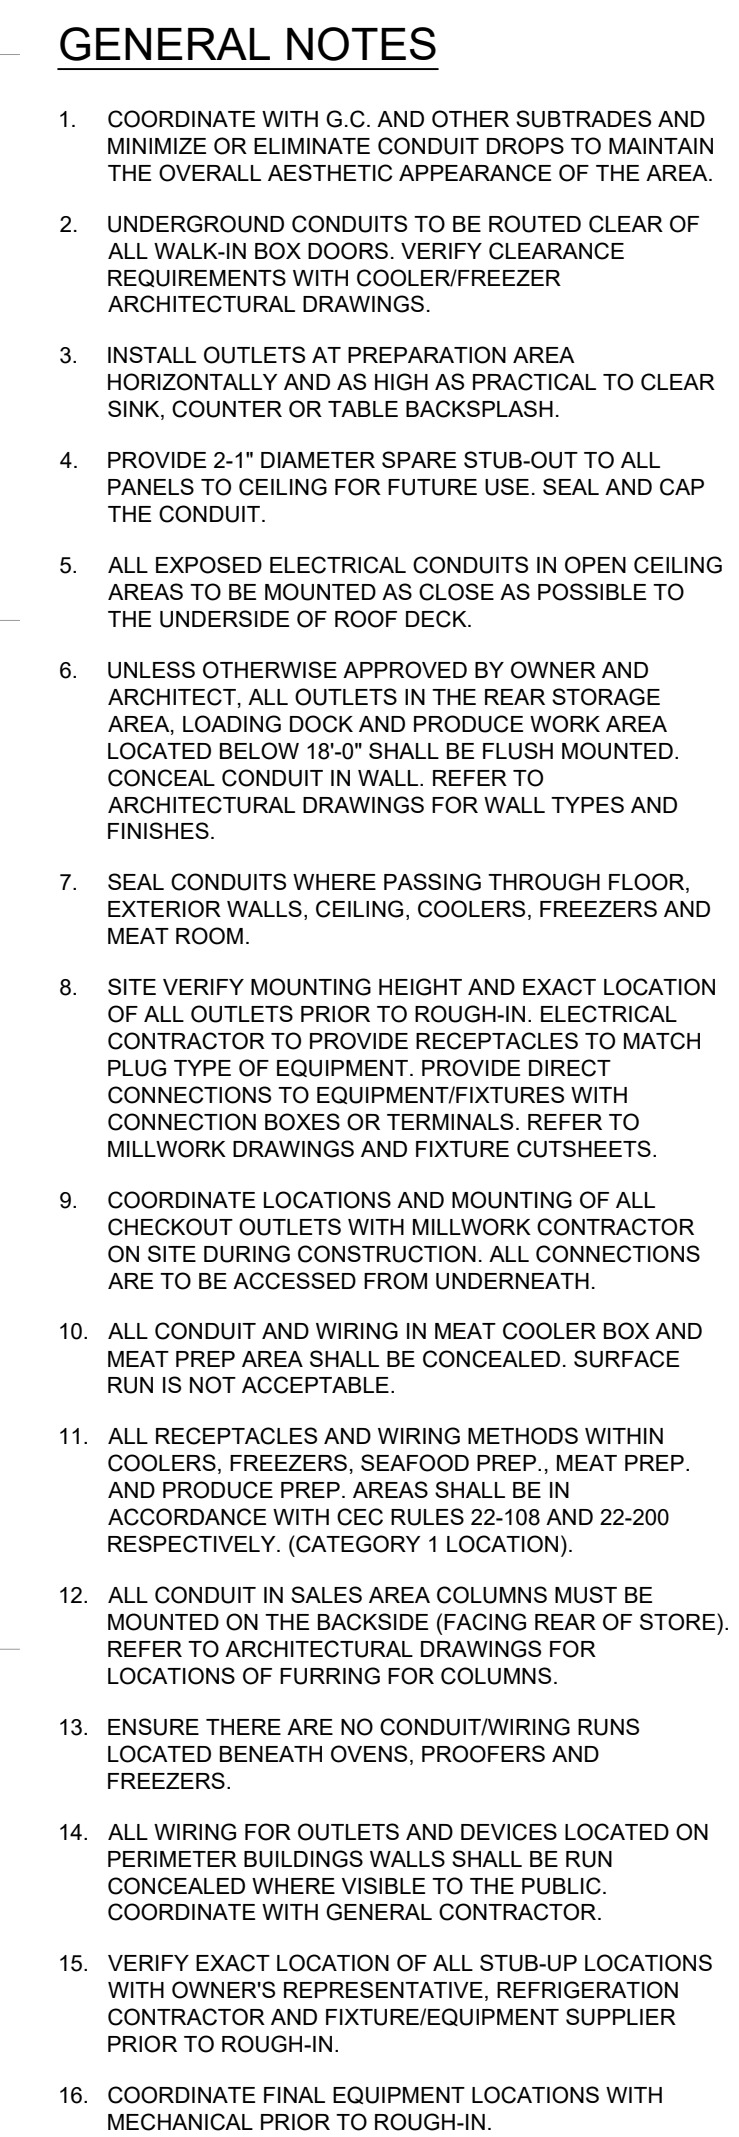 GENERAL NOTES
1. COORDINATE WITH G.C. AND OTHER SUBTRADES AND
MINIMIZE OR ELIMINATE CONDUIT DROPS TO MAINTAIN
THE OVERALL AESTHETIC APPEARANCE OF THE AREA.
2. UNDERGROUND CONDUITS TO BE ROUTED CLEAR OF
ALL WALK-IN BOX DOORS. VERIFY CLEARANCE
REQUIREMENTS WITH COOLER/FREEZER
ARCHITECTURAL DRAWINGS.
3. INSTALL OUTLETS AT PREPARATION AREA
HORIZONTALLY AND AS HIGH AS PRACTICAL TO CLEAR
SINK, COUNTER OR TABLE BACKSPLASH.
4. PROVIDE 2-1" DIAMETER SPARE STUB-OUT TO ALL
PANELS TO CEILING FOR FUTURE USE. SEAL AND CAP
THE CONDUIT.
5. ALL EXPOSED ELECTRICAL CONDUITS IN OPEN CEILING
AREAS TO BE MOUNTED AS CLOSE AS POSSIBLE TO
THE UNDERSIDE OF ROOF DECK.
6. UNLESS OTHERWISE APPROVED BY OWNER AND
ARCHITECT, ALL OUTLETS IN THE REAR STORAGE
AREA, LOADING DOCK AND PRODUCE WORK AREA
LOCATED BELOW 18'-0" SHALL BE FLUSH MOUNTED.
CONCEAL CONDUIT IN WALL. REFER TO
ARCHITECTURAL DRAWINGS FOR WALL TYPES AND
FINISHES.
7. SEAL CONDUITS WHERE PASSING THROUGH FLOOR,
EXTERIOR WALLS, CEILING, COOLERS, FREEZERS AND
MEAT ROOM.
8. SITE VERIFY MOUNTING HEIGHT AND EXACT LOCATION
OF ALL OUTLETS PRIOR TO ROUGH-IN. ELECTRICAL
CONTRACTOR TO PROVIDE RECEPTACLES TO MATCH
PLUG TYPE OF EQUIPMENT. PROVIDE DIRECT
CONNECTIONS TO EQUIPMENT/FIXTURES WITH
CONNECTION BOXES OR TERMINALS. REFER TO
MILLWORK DRAWINGS AND FIXTURE CUTSHEETS.
9. COORDINATE LOCATIONS AND MOUNTING OF ALL
CHECKOUT OUTLETS WITH MILLWORK CONTRACTOR
ON SITE DURING CONSTRUCTION. ALL CONNECTIONS
ARE TO BE ACCESSED FROM UNDERNEATH.
10. ALL CONDUIT AND WIRING IN MEAT COOLER BOX AND
MEAT PREP AREA SHALL BE CONCEALED. SURFACE
RUN IS NOT ACCEPTABLE.
11. ALL RECEPTACLES AND WIRING METHODS WITHIN
COOLERS, FREEZERS, SEAFOOD PREP., MEAT PREP.
AND PRODUCE PREP. AREAS SHALL BE IN
ACCORDANCE WITH CEC RULES 22-108 AND 22-200
RESPECTIVELY. (CATEGORY 1 LOCATION).
12. ALL CONDUIT IN SALES AREA COLUMNS MUST BE
MOUNTED ON THE BACKSIDE (FACING REAR OF STORE).
REFER TO ARCHITECTURAL DRAWINGS FOR
LOCATIONS OF FURRING FOR COLUMNS.
13. ENSURE THERE ARE NO CONDUIT/WIRING RUNS
LOCATED BENEATH OVENS, PROOFERS AND
FREEZERS.
14. ALL WIRING FOR OUTLETS AND DEVICES LOCATED ON
PERIMETER BUILDINGS WALLS SHALL BE RUN
CONCEALED WHERE VISIBLE TO THE PUBLIC.
COORDINATE WITH GENERAL CONTRACTOR.
15. VERIFY EXACT LOCATION OF ALL STUB-UP LOCATIONS
WITH OWNER'S REPRESENTATIVE, REFRIGERATION
CONTRACTOR AND FIXTURE/EQUIPMENT SUPPLIER
PRIOR TO ROUGH-IN.
16. COORDINATE FINAL EQUIPMENT LOCATIONS WITH
MECHANICAL PRIOR TO ROUGH-IN.